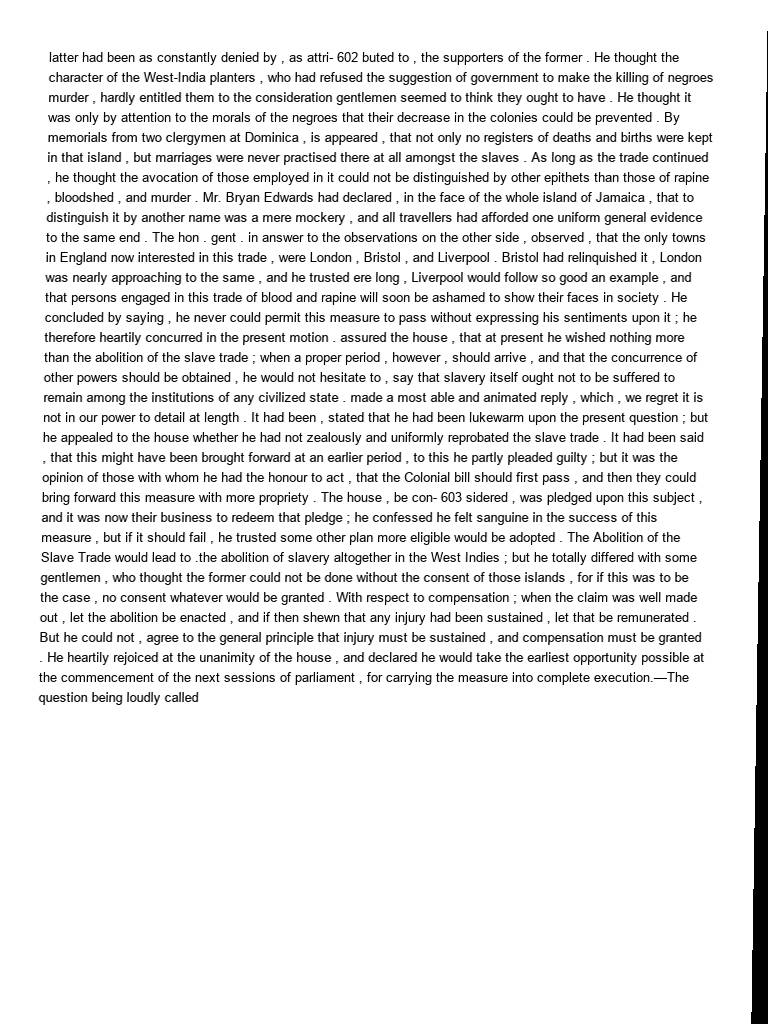 latter had been as constantly denied by , as attri- 602 buted to , the supporters of the former . He thought the
character of the West-India planters , who had refused the suggestion of government to make the killing of negroes
murder , hardly entitled them to the consideration gentlemen seemed to think they ought to have . He thought it
was only by attention to the morals of the negroes that their decrease in the colonies could be prevented . By
memorials from two clergymen at Dominica , is appeared , that not only no registers of deaths and births were kept
in that island , but marriages were never practised there at all amongst the slaves . As long as the trade continued
, he thought the avocation of those employed in it could not be distinguished by other epithets than those of rapine
, bloodshed , and murder . Mr. Bryan Edwards had declared , in the face of the whole island of Jamaica , that to
distinguish it by another name was a mere mockery , and all travellers had afforded one uniform general evidence
to the same end . The hon . gent . in answer to the observations on the other side , observed , that the only towns
in England now interested in this trade , were London , Bristol , and Liverpool . Bristol had relinquished it , London
was nearly approaching to the same , and he trusted ere long , Liverpool would follow so good an example , and
that persons engaged in this trade of blood and rapine will soon be ashamed to show their faces in society . He
concluded by saying , he never could permit this measure to pass without expressing his sentiments upon it ; he
therefore heartily concurred in the present motion . assured the house , that at present he wished nothing more
than the abolition of the slave trade ; when a proper period , however , should arrive , and that the concurrence of
other powers should be obtained , he would not hesitate to , say that slavery itself ought not to be suffered to
remain among the institutions of any civilized state . made a most able and animated reply , which , we regret it is
not in our power to detail at length . It had been , stated that he had been lukewarm upon the present question ; but
he appealed to the house whether he had not zealously and uniformly reprobated the slave trade . It had been said
, that this might have been brought forward at an earlier period , to this he partly pleaded guilty ; but it was the
opinion of those with whom he had the honour to act , that the Colonial bill should first pass , and then they could
bring forward this measure with more propriety . The house , be con- 603 sidered , was pledged upon this subject ,
and it was now their business to redeem that pledge ; he confessed he felt sanguine in the success of this
measure , but if it should fail , he trusted some other plan more eligible would be adopted . The Abolition of the
Slave Trade would lead to .the abolition of slavery altogether in the West Indies ; but he totally differed with some
gentlemen , who thought the former could not be done without the consent of those islands , for if this was to be
the case , no consent whatever would be granted . With respect to compensation ; when the claim was well made
out , let the abolition be enacted , and if then shewn that any injury had been sustained , let that be remunerated .
But he could not , agree to the general principle that injury must be sustained , and compensation must be granted
. He heartily rejoiced at the unanimity of the house , and declared he would take the earliest opportunity possible at
the commencement of the next sessions of parliament , for carrying the measure into complete execution.—The
question being loudly called